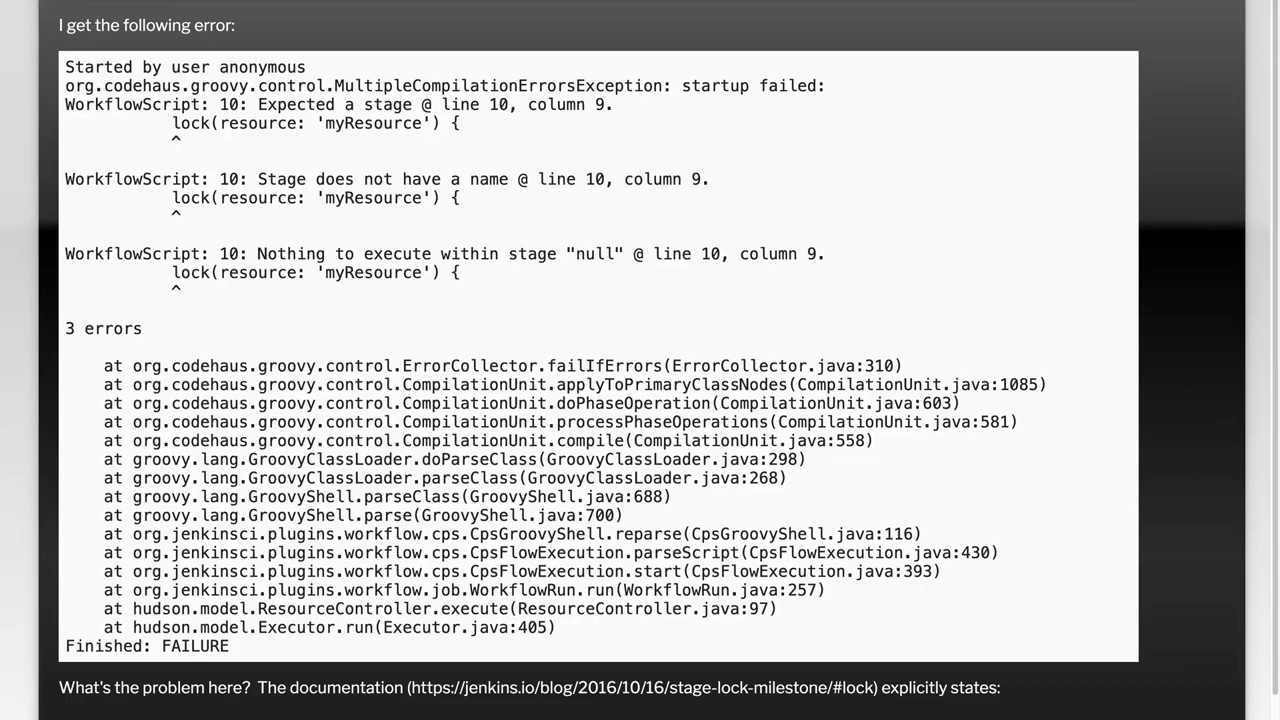 I get the following error:
Started by user anonymous
org.codehaus.groovy.control.MultipleCompilationErrorsException: startup failed:
WorkflowScript: 10: Expected a stage @ line 10, column 9.
           lock(resource: 'myResource') {
           ^
WorkflowScript: 10: Stage does not have a name @ line 10, column 9.
           lock(resource: 'myResource') {
           ^
WorkflowScript: 10: Nothing to execute within stage "null" @ line 10, column 9.
           lock(resource: 'myResource') {
           ^
3 errors
    at org.codehaus.groovy.control.ErrorCollector.failIfErrors(ErrorCollector.java:310)
    at org.codehaus.groovy.control.CompilationUnit.applyToPrimaryClassNodes(CompilationUnit.java:1085)
    at org.codehaus.groovy.control.CompilationUnit.doPhaseOperation(CompilationUnit.java:603)
    at org.codehaus.groovy.control.CompilationUnit.processPhaseOperations(CompilationUnit.java:581)
    at org.codehaus.groovy.control.CompilationUnit.compile(CompilationUnit.java:558)
    at groovy.lang.GroovyClassLoader.doParseClass(GroovyClassLoader.java:298)
    at groovy.lang.GroovyClassLoader.parseClass(GroovyClassLoader.java:268)
    at groovy.lang.GroovyShell.parseClass(GroovyShell.java:688)
    at groovy.lang.GroovyShell.parse(GroovyShell.java:700)
    at org.jenkinsci.plugins.workflow.cps.CpsGroovyShell.reparse(CpsGroovyShell.java:116)
    at org.jenkinsci.plugins.workflow.cps.CpsFlowExecution.parseScript(CpsFlowExecution.java:430)
    at org.jenkinsci.plugins.workflow.cps.CpsFlowExecution.start(CpsFlowExecution.java:393)
    at org.jenkinsci.plugins.workflow.job.WorkflowRun.run(WorkflowRun.java:257)
    at hudson.model.ResourceController.execute(ResourceController.java:97)
    at hudson.model.Executor.run(Executor.java:405)
Finished: FAILURE
What's the problem here?  The documentation (https://jenkins.io/blog/2016/10/16/stage-lock-milestone/#lock) explicitly states: